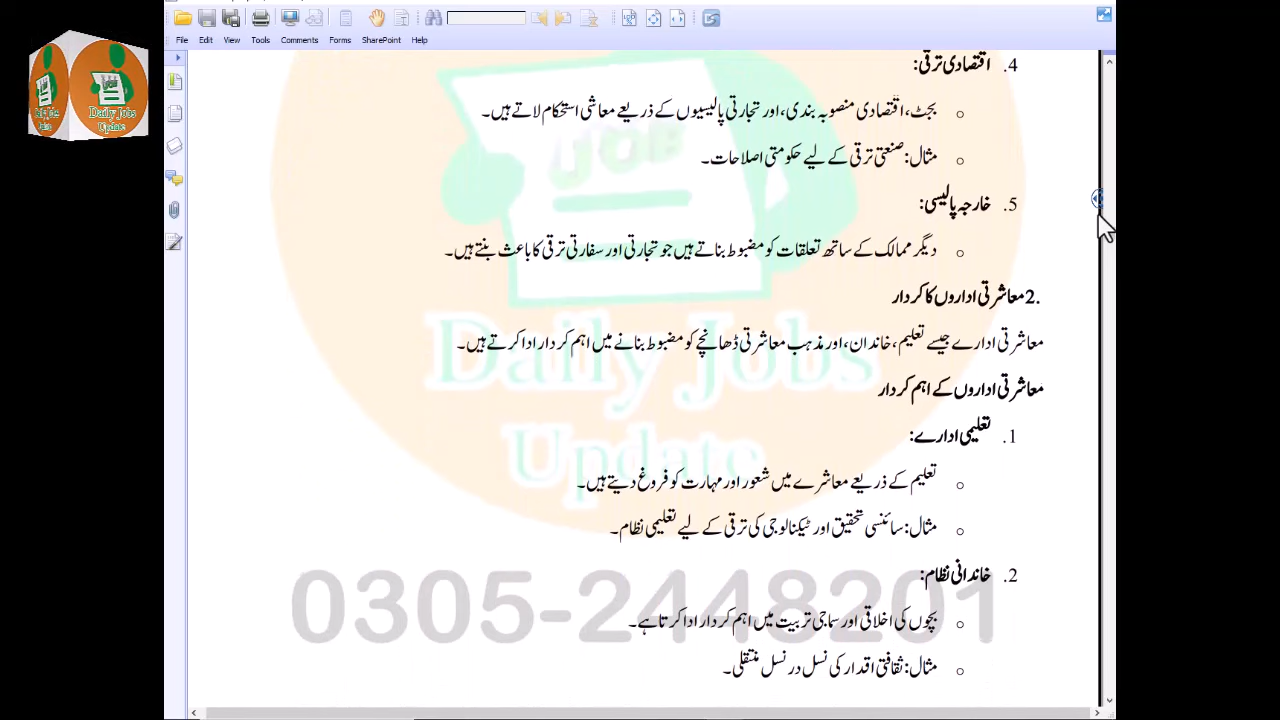 File Edit View Tools Comments Forms SharePoint Help
Daily Jobs
Update
4. اقتصادی ترقی:
○ بجٹ، اقتصادی منصوبہ بندی، اور تجارتی پالیسیوں کے ذریعے معاشی استحکام لاتے ہیں۔
○ مثال: صنعتی ترقی کے لیے حکومتی اصلاحات۔
5. خارجہ پالیسی:
○ دیگر ممالک کے ساتھ تعلقات کو مضبوط بناتے ہیں جو تجارتی اور سفارتی ترقی کا باعث بنتے ہیں۔
2. معاشرتی اداروں کا کردار
معاشرتی ادارے جیسے تعلیم، خاندان، اور مذہب معاشرتی ڈھانچے کو مضبوط بنانے میں اہم کردار ادا کرتے ہیں۔
معاشرتی اداروں کے اہم کردار
1. تعلیمی ادارے:
○ تعلیم کے ذریعے معاشرے میں شعور اور مہارت کو فروغ دیتے ہیں۔
○ مثال: سائنسی تحقیق اور ٹیکنالوجی کی ترقی کے لیے تعلیمی نظام۔
2. خاندانی نظام:
○ بچوں کی اخلاقی اور سماجی تربیت میں اہم کردار ادا کرتا ہے۔
○ مثال: ثقافتی اقدار کی نسل در نسل منتقلی۔
JOB
Daily Jobs
Update
0305-2448201